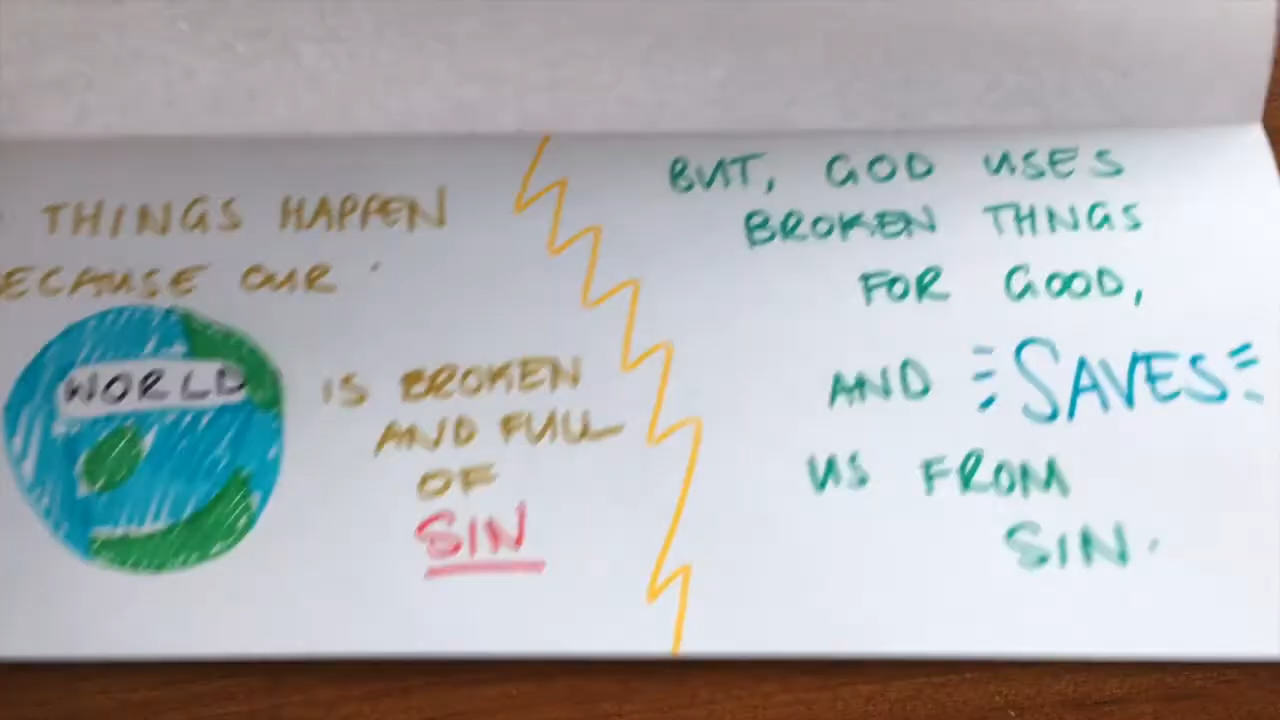 THINGS HAPPEN
ECAUSE OUR
WORLD
IS BROKEN
AND FULL
OF
SIN
BUT, GOD USES
BROKEN THNGS
FOR GOOD,
AND SAVES
US FROM
SIN.